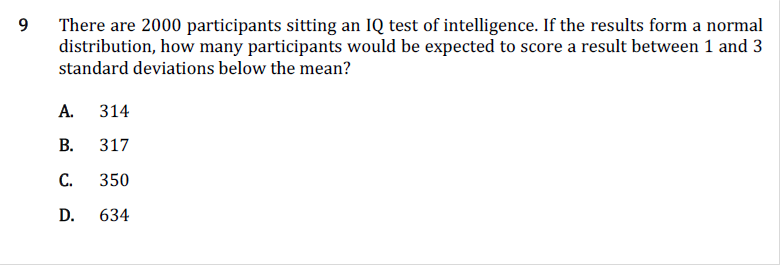 9 There are 2000 participants sitting an IQ test of intelligence. If the results form a normal
distribution, how many participants would be expected to score a result between 1 and 3
standard deviations below the mean?
A. 314
B. 317
C. 350
D. 634